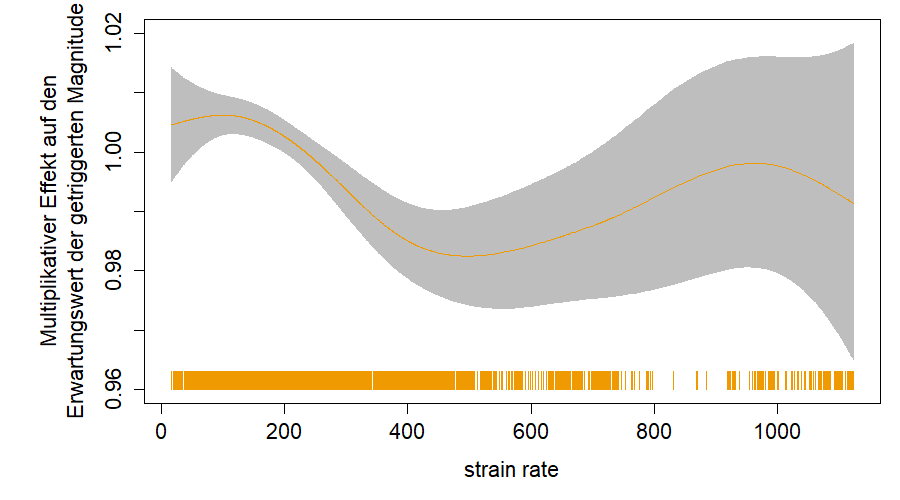 Multiplikativer Effekt auf den
Erwartungswert der getriggerten Magnitude
1.02
1.00
0.98
0.96
0 200 400 600 800 1000
strain rate